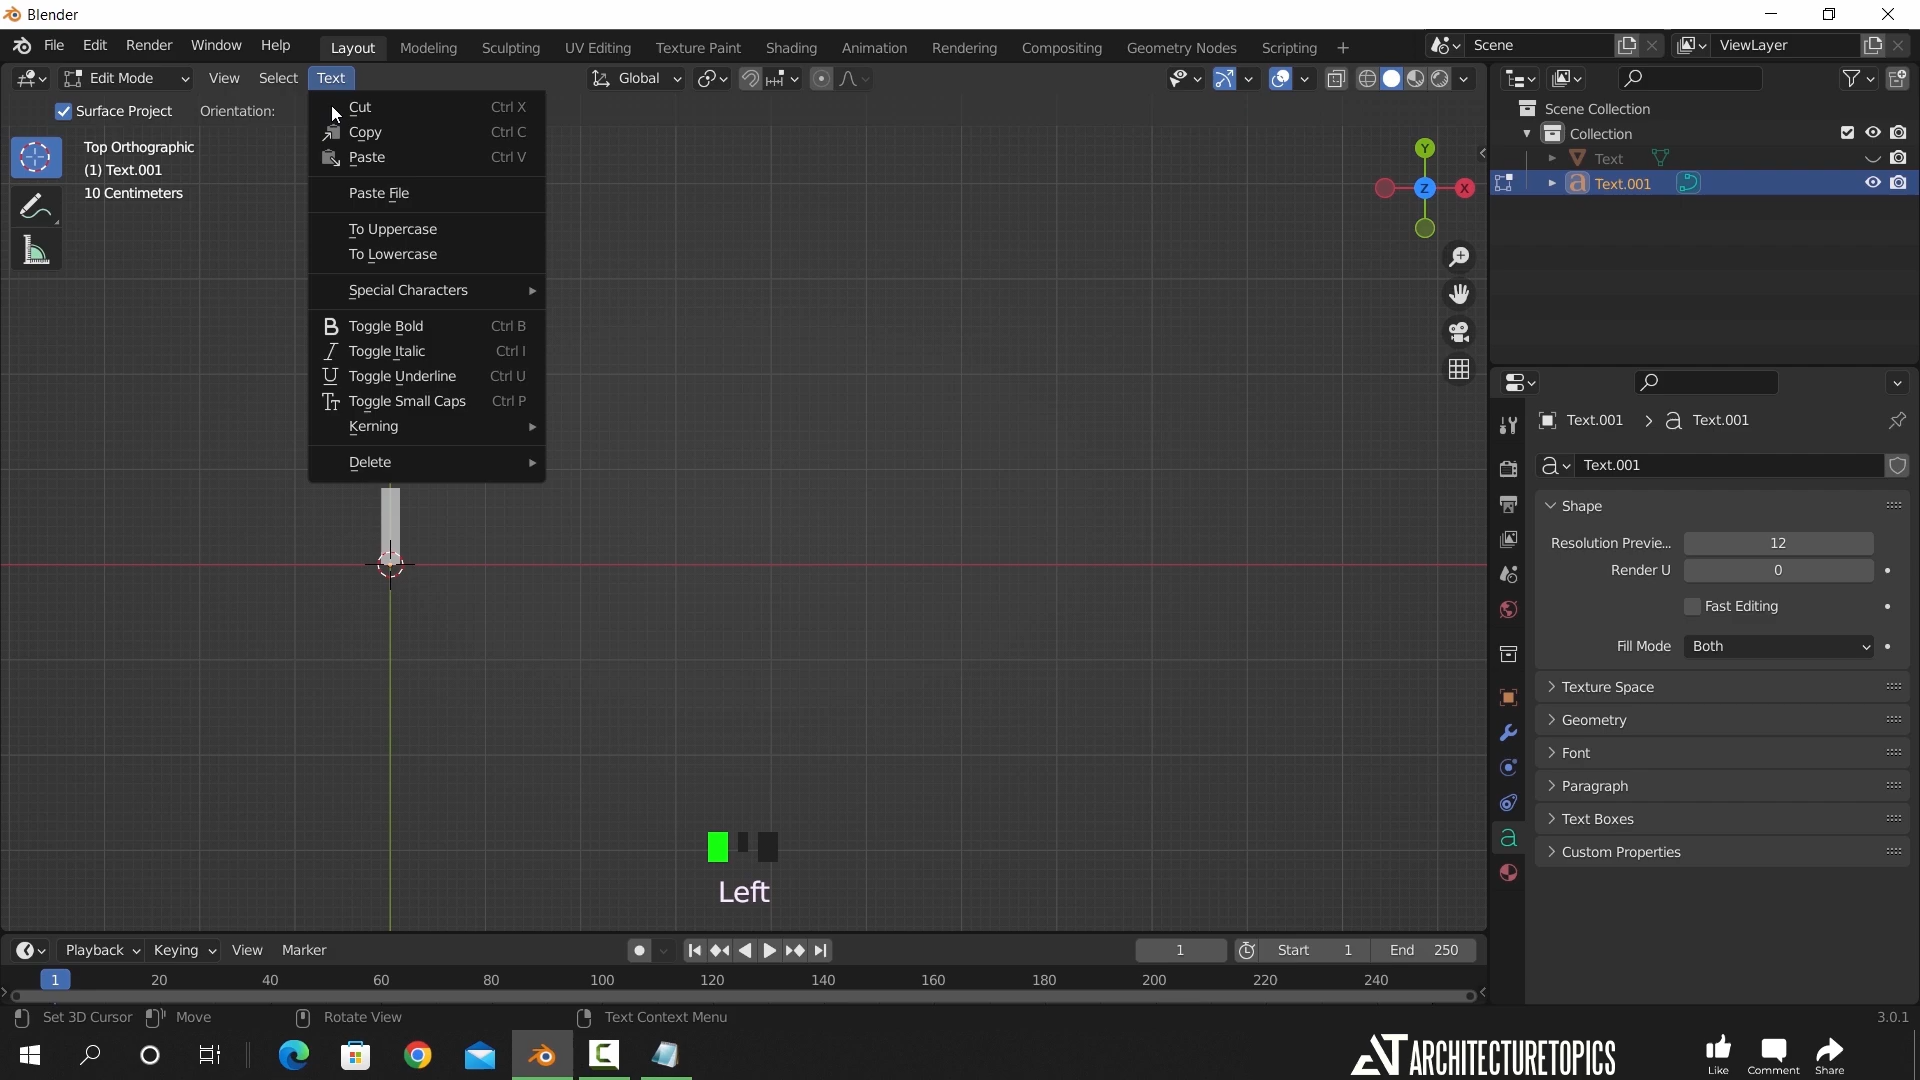 Blender
File Edit Render Window Help Layout Modeling Sculpting UV Editing Texture Paint Shading Animation Rendering Compositing Geometry Nodes Scripting + Scene ViewLayer
Edit Mode View Select Text Global
Surface Project Orientation:
Top Orthographic
(1) Text.001
10 Centimeters
Cut Ctrl X
Copy Ctrl C
Paste Ctrl V
Paste File
To Uppercase
To Lowercase
Special Characters
B Toggle Bold Ctrl B
I Toggle Italic Ctrl I
U Toggle Underline Ctrl U
Tt Toggle Small Caps Ctrl P
Kerning
Delete
Y
Z X
Scene Collection
Collection
Text
a Text.001
Text.001 > a Text.001
a Text.001
Shape
Resolution Previe... 12
Render U 0
Fast Editing
Fill Mode Both
Texture Space
Geometry
Font
Paragraph
Text Boxes
Custom Properties
Left
Playback Keying View Marker 1 Start 1 End 250
1 20 40 60 80 100 120 140 160 180 200 220 240
Set 3D Cursor Move Rotate View Text Context Menu 3.0.1
AT ARCHITECTURETOPICS
Like Comment Share